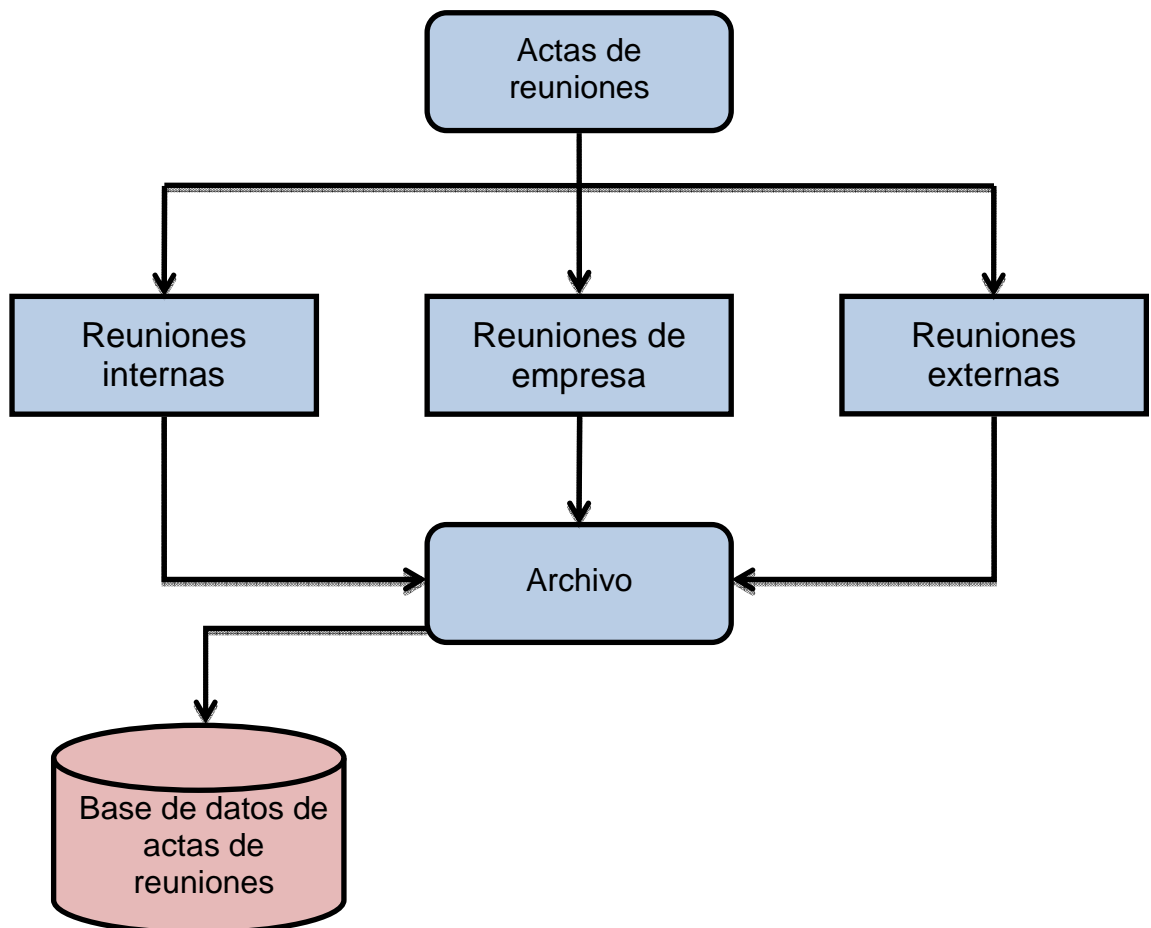 Actas de
reuniones
Reuniones
internas
Reuniones de
empresa
Reuniones
externas
Archivo
Base de datos de
actas de
reuniones